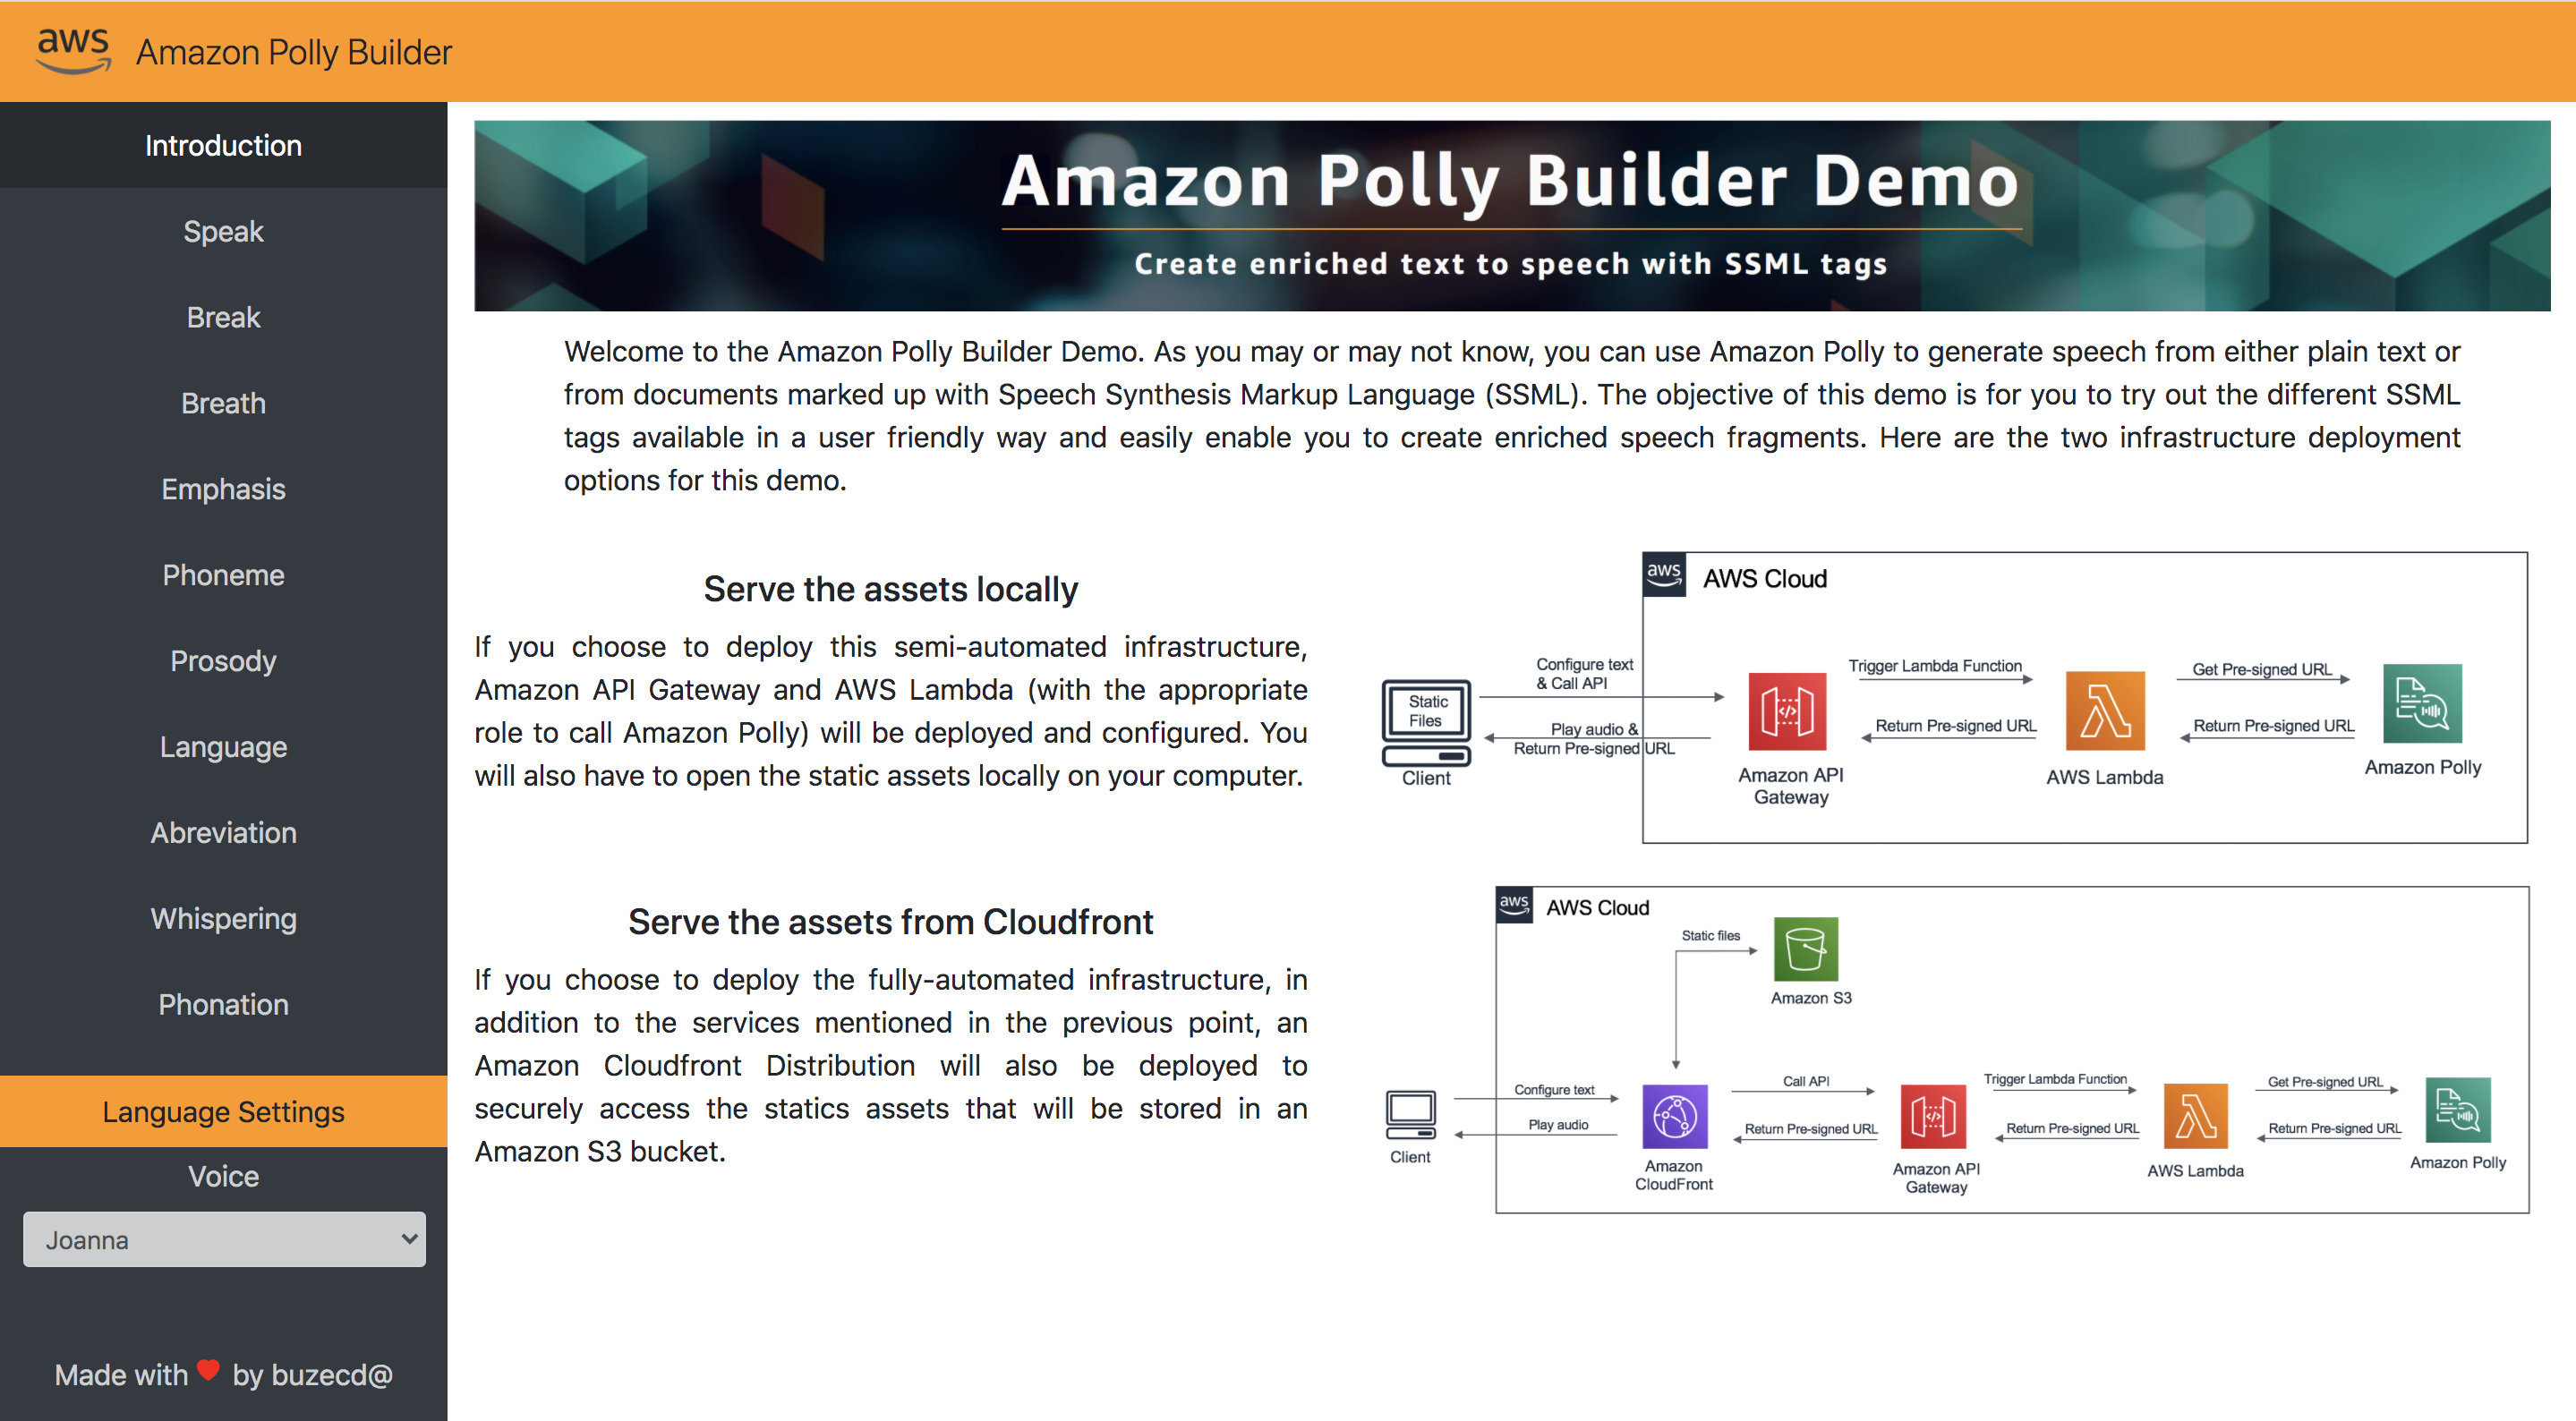 aws Amazon Polly Builder
Introduction
Speak
Break
Breath
Emphasis
Phoneme
Prosody
Language
Abreviation
Whispering
Phonation
Language Settings
Voice
Joanna
Made with ❤ by buzecd@
Amazon Polly Builder Demo
Create enriched text to speech with SSML tags
Welcome to the Amazon Polly Builder Demo. As you may or may not know, you can use Amazon Polly to generate speech from either plain text or
from documents marked up with Speech Synthesis Markup Language (SSML). The objective of this demo is for you to try out the different SSML
tags available in a user friendly way and easily enable you to create enriched speech fragments. Here are the two infrastructure deployment
options for this demo.
Serve the assets locally
If you choose to deploy this semi-automated infrastructure,
Amazon API Gateway and AWS Lambda (with the appropriate
role to call Amazon Polly) will be deployed and configured. You
will also have to open the static assets locally on your computer.
aws AWS Cloud
Static
Files
Client
Configure text
& Call API
Play audio &
Return Pre-signed URL
Amazon API
Gateway
Trigger Lambda Function
Return Pre-signed URL
AWS Lambda
Get Pre-signed URL
Return Pre-signed URL
Amazon Polly
Serve the assets from Cloudfront
If you choose to deploy the fully-automated infrastructure, in
addition to the services mentioned in the previous point, an
Amazon Cloudfront Distribution will also be deployed to
securely access the statics assets that will be stored in an
Amazon S3 bucket.
aws AWS Cloud
Static files
Amazon S3
Client
Configure text
Play audio
Amazon
CloudFront
Call API
Return Pre-signed URL
Amazon API
Gateway
Trigger Lambda Function
Return Pre-signed URL
AWS Lambda
Get Pre-signed URL
Return Pre-signed URL
Amazon Polly